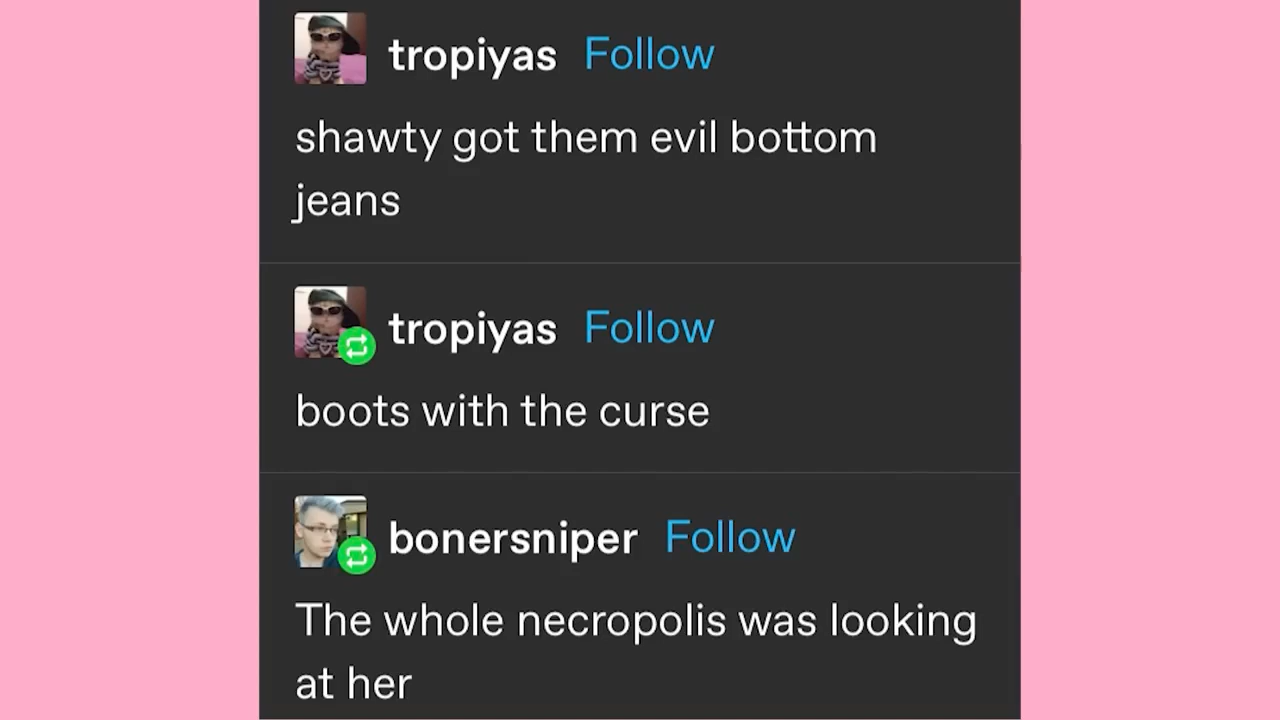 tropiyas Follow
shawty got them evil bottom
jeans
tropiyas Follow
boots with the curse
bonersniper Follow
The whole necropolis was looking
at her